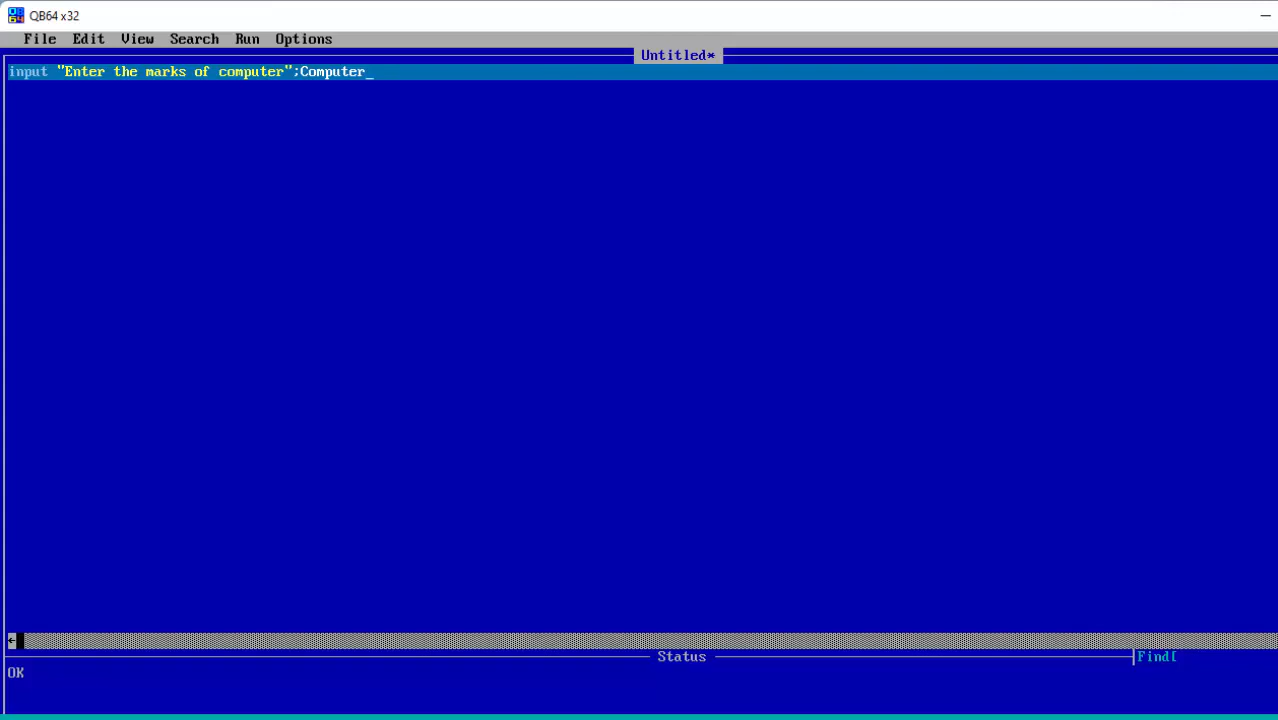 QB64 x32
File Edit View Search Run Options
Untitled*
input "Enter the marks of computer";Computer_
Status
Find[
OK